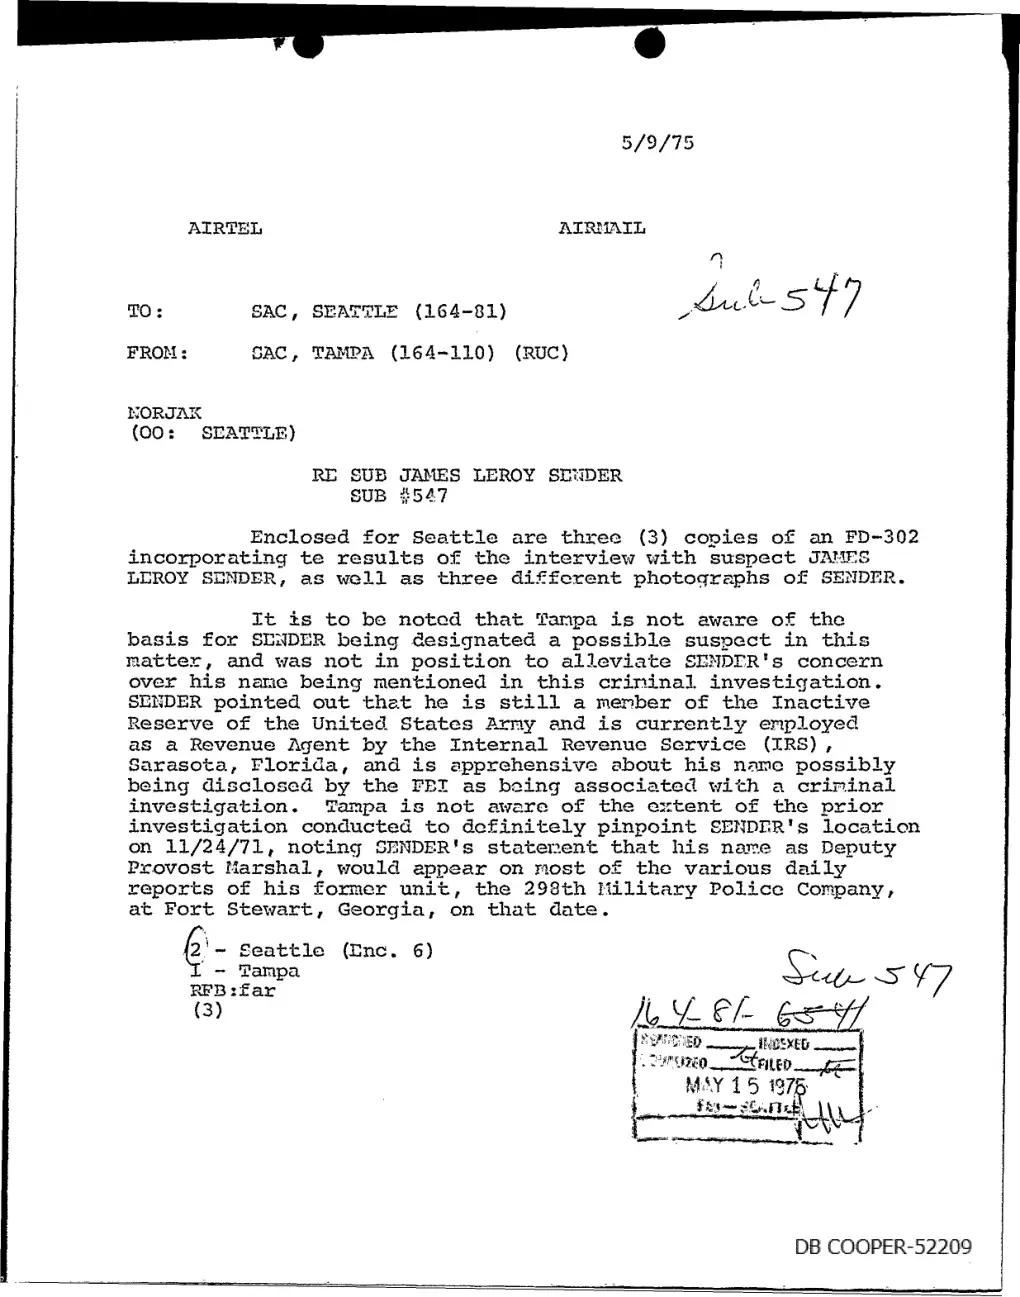 5/9/75
AIRTEL AIRMAIL
Sub 547
TO: SAC, SEATTLE (164-81)
FROM: SAC, TAMPA (164-110) (RUC)
NORJAK
(OO: SEATTLE)
RE SUB JAMES LEROY SENDER
SUB #547
Enclosed for Seattle are three (3) copies of an FD-302
incorporating te results of the interview with suspect JAMES
LEROY SENDER, as well as three different photographs of SENDER.
It is to be noted that Tampa is not aware of the
basis for SENDER being designated a possible suspect in this
matter, and was not in position to alleviate SENDER's concern
over his name being mentioned in this criminal investigation.
SENDER pointed out that he is still a member of the Inactive
Reserve of the United States Army and is currently employed
as a Revenue Agent by the Internal Revenue Service (IRS),
Sarasota, Florida, and is apprehensive about his name possibly
being disclosed by the FBI as being associated with a criminal
investigation. Tampa is not aware of the extent of the prior
investigation conducted to definitely pinpoint SENDER's location
on 11/24/71, noting SENDER's statement that his name as Deputy
Provost Marshal, would appear on most of the various daily
reports of his former unit, the 298th Military Police Company,
at Fort Stewart, Georgia, on that date.
2 - Seattle (Enc. 6)
1 - Tampa
RFB:far
(3)
Sub 547
164-81-6541
SEARCHED INDEXED
SERIALIZED FILED
MAY 15 1975
FBI - SEATTLE
DB COOPER-52209